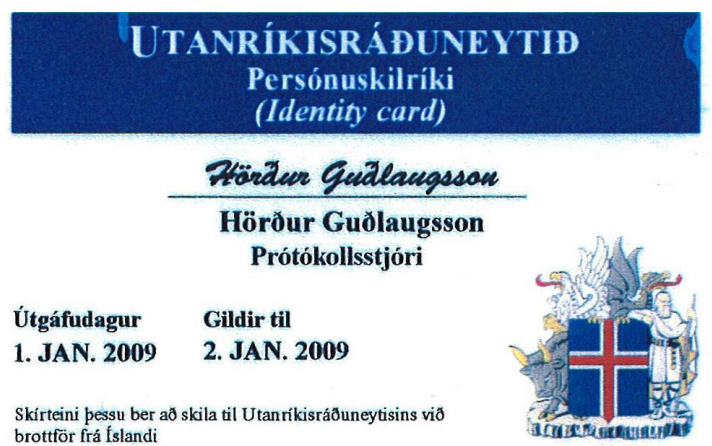 UTANRÍKISRÁÐUNEYTIÐ
Persónuskilríki
(Identity card)
Hörður Guðlaugsson
Hörður Guðlaugsson
Prótókollsstjóri
Útgáfudagur Gildir til
1. JAN. 2009 2. JAN. 2009
Skírteini þessu ber að skila til Utanríkisráðuneytisins við
brottför frá Íslandi